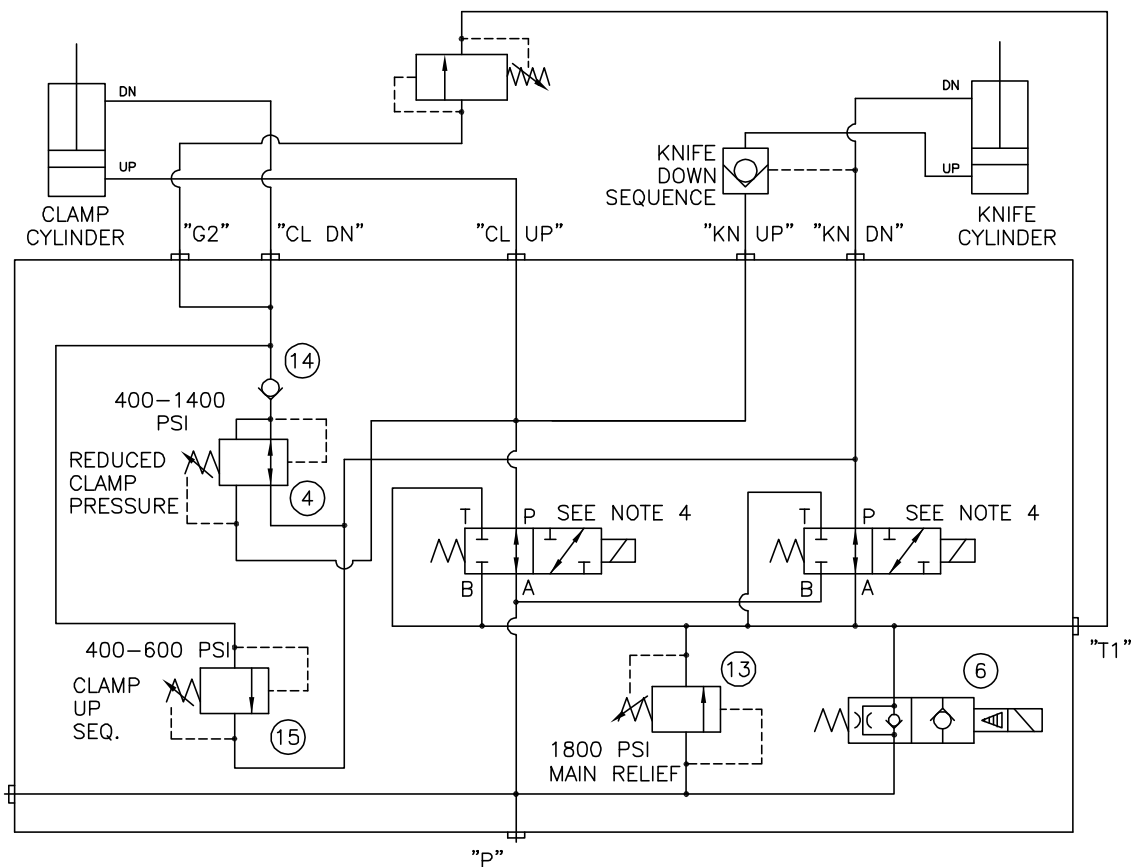 DN
UP
CLAMP
CYLINDER
KNIFE
DOWN
SEQUENCE
DN
UP
KNIFE
CYLINDER
"G2"
"CL DN"
"CL UP"
"KN UP"
"KN DN"
14
400-1400
PSI
REDUCED
CLAMP
PRESSURE
4
T P SEE NOTE 4
B A
T P SEE NOTE 4
B A
400-600 PSI
CLAMP
UP
SEQ.
15
13
1800 PSI
MAIN RELIEF
6
"T1"
"P"